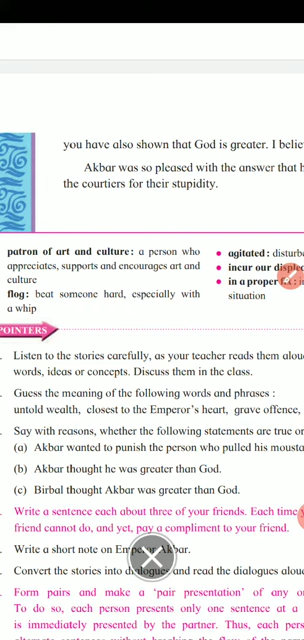 you have also shown that God is greater. I
Akbar was so pleased with the answer that
the courtiers for their stupidity.
patron of art and culture : a person who
appreciates, supports and encourages art and
culture
flog : beat someone hard, especially with
a whip
• agitated :
• incur our
• in a proper
situation
POINTERS
Listen to the stories carefully, as your teacher reads them
words, ideas or concepts. Discuss them in the class.
Guess the meaning of the following words and phrases :
untold wealth, closest to the Emperor's heart, grave offence,
Say with reasons, whether the following statements are true or
(a) Akbar wanted to punish the person who pulled his
(b) Akbar thought he was greater than God.
(c) Birbal thought Akbar was greater than God.
Write a sentence each about three of your friends. Each time
friend cannot do, and yet, pay a compliment to your friend.
Write a short note on Emperor Akbar.
Convert the stories into dialogues and read the dialogues
Form pairs and make a 'pair presentation' of any
To do so, each person presents only one sentence at a
is immediately presented by the partner. Thus, each
alternate sentences without breaking the flow of the